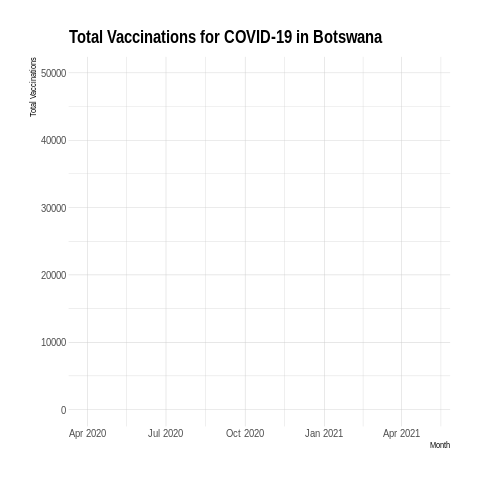 Total Vaccinations for COVID-19 in Botswana
Total Vaccinations
50000
40000
30000
20000
10000
0
Apr 2020 Jul 2020 Oct 2020 Jan 2021 Apr 2021
Month